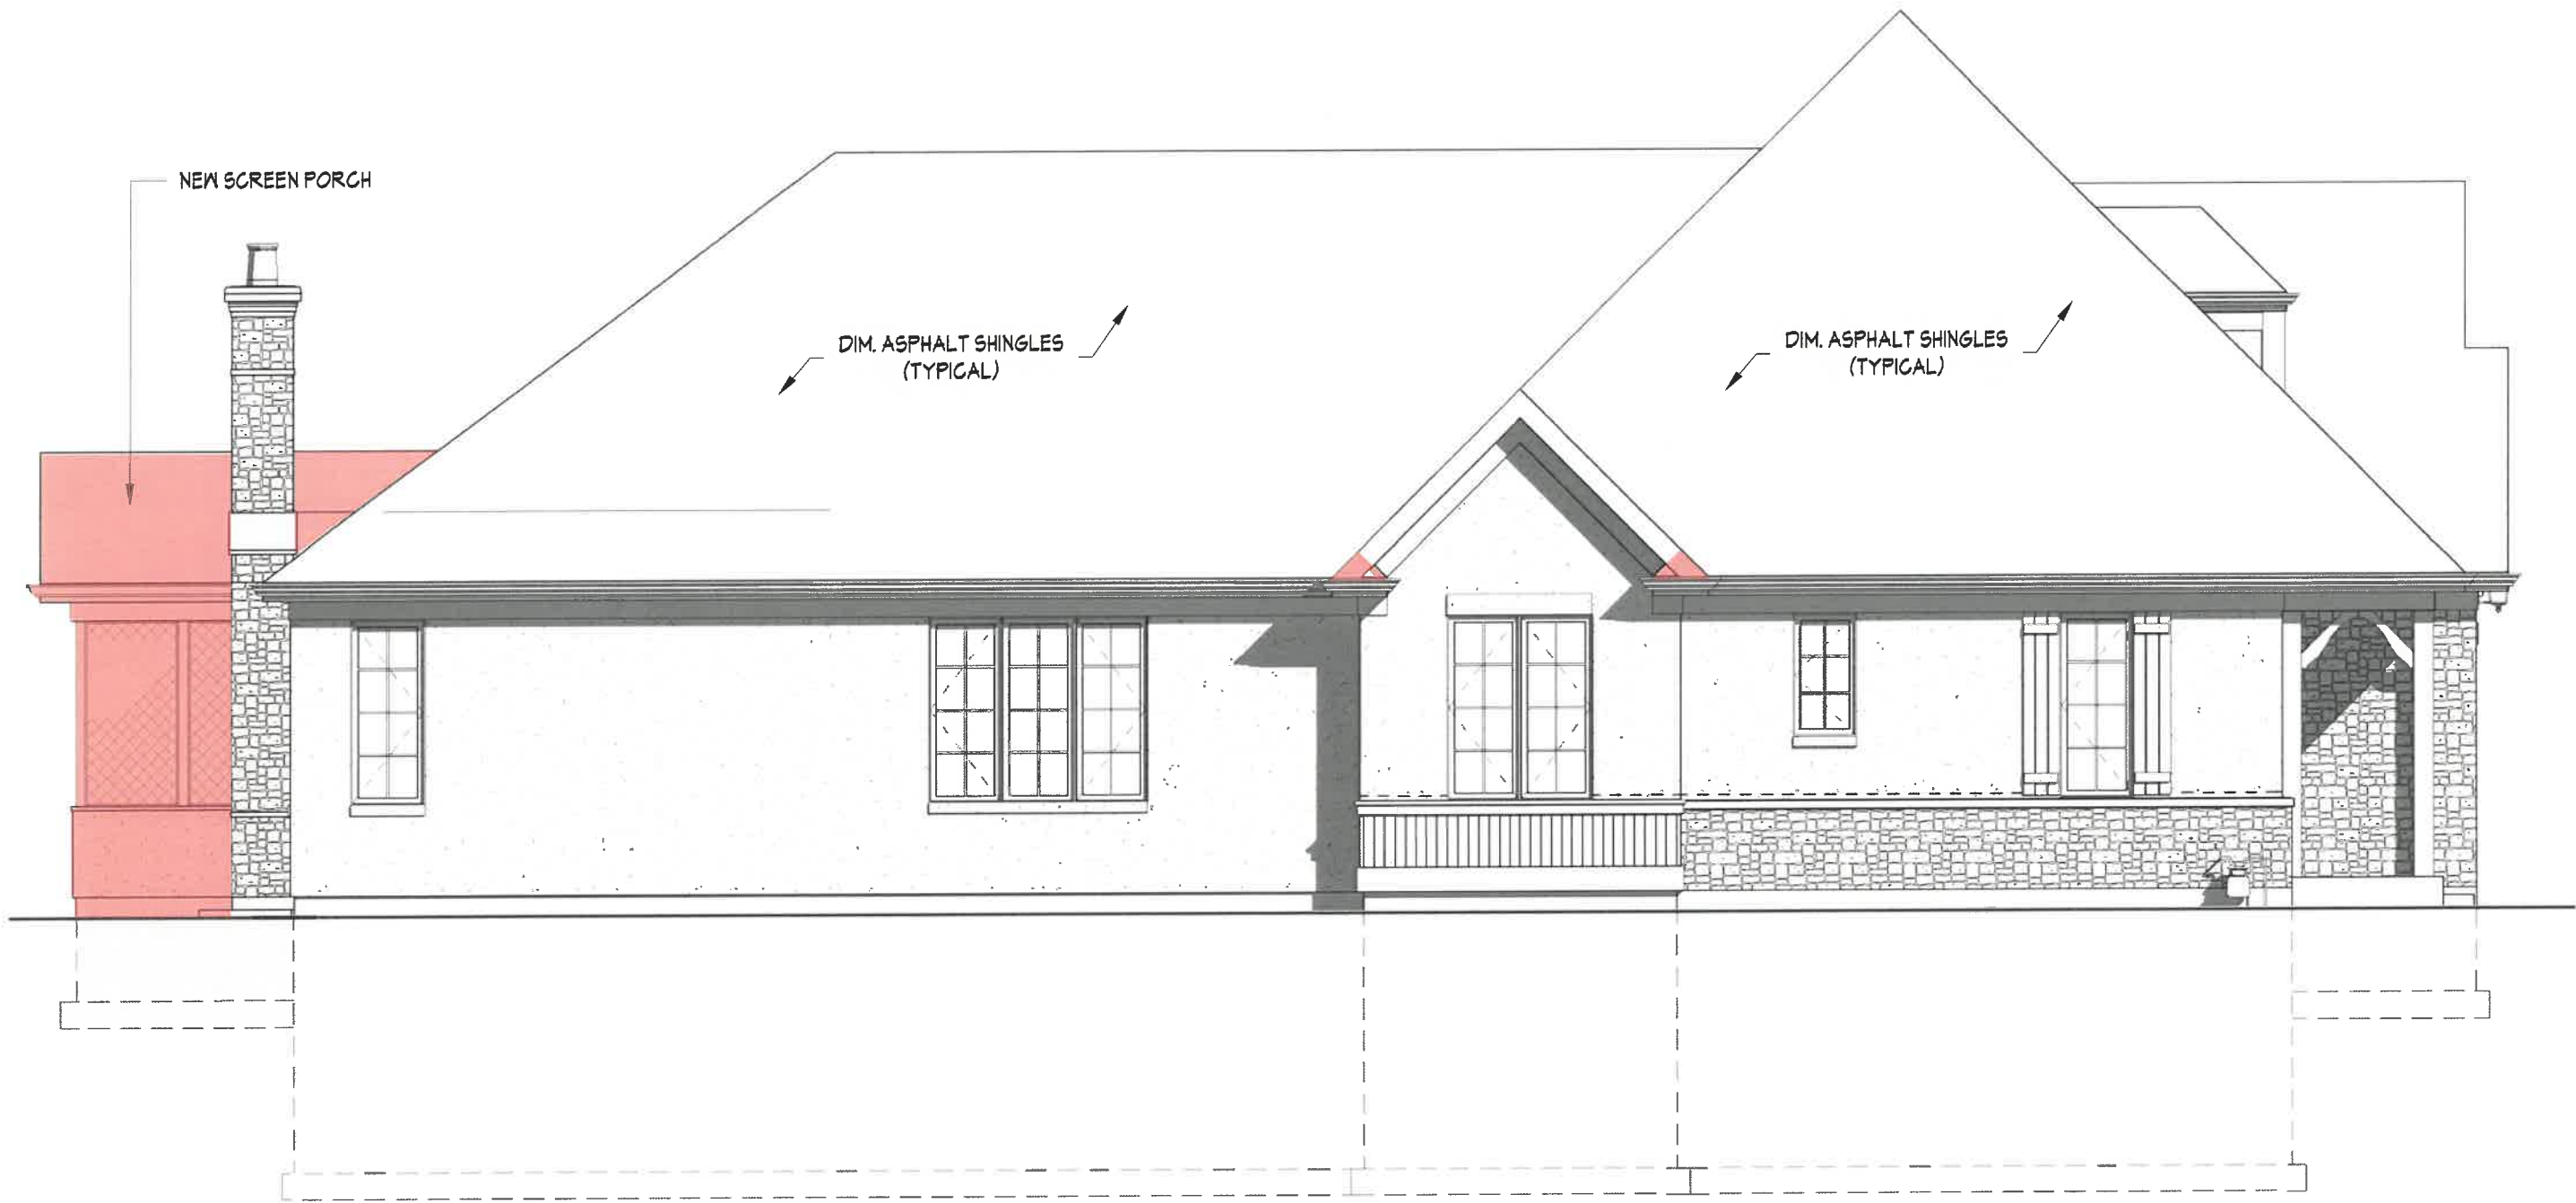 NEW SCREEN PORCH
DIM. ASPHALT SHINGLES
(TYPICAL)
DIM. ASPHALT SHINGLES
(TYPICAL)